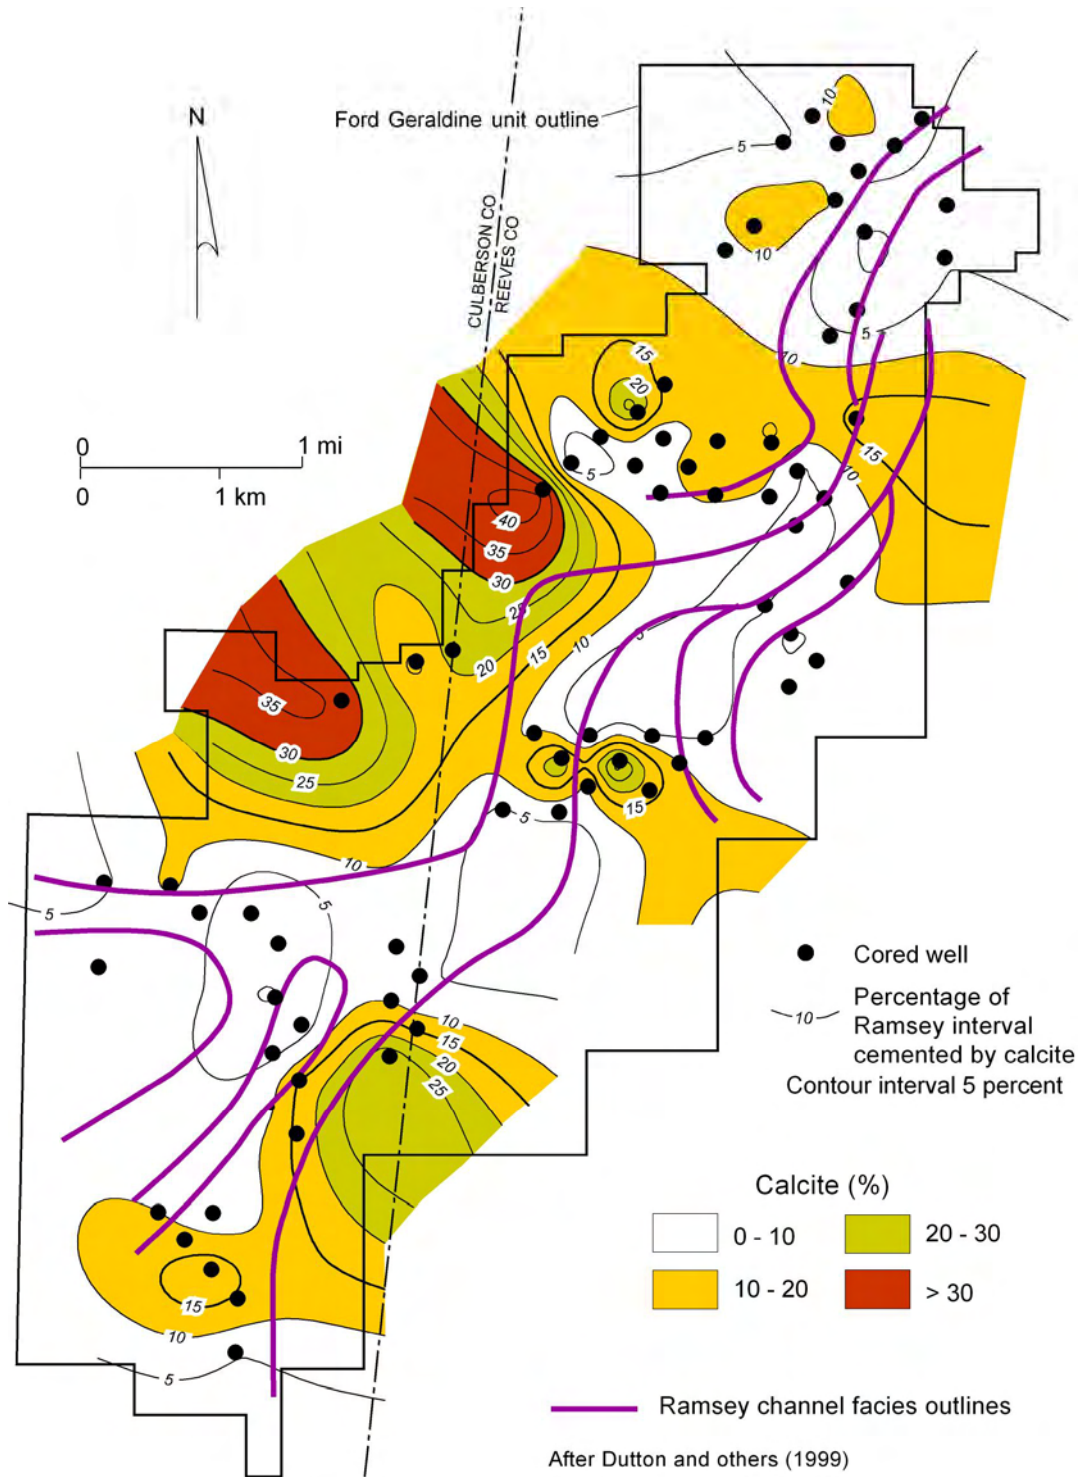 Ford Geraldine unit outline
N
CULBERSON CO
REEVES CO
0 1 mi
0 1 km
10
5
10
5
10
15
20
5
10
15
40
35
30
25
20
15
10
5
35
30
25
15
10
5
5
5
10
15
20
25
15
10
5
Cored well
10
Percentage of
Ramsey interval
cemented by calcite
Contour interval 5 percent
Calcite (%)
0 - 10
20 - 30
10 - 20
> 30
Ramsey channel facies outlines
After Dutton and others (1999)